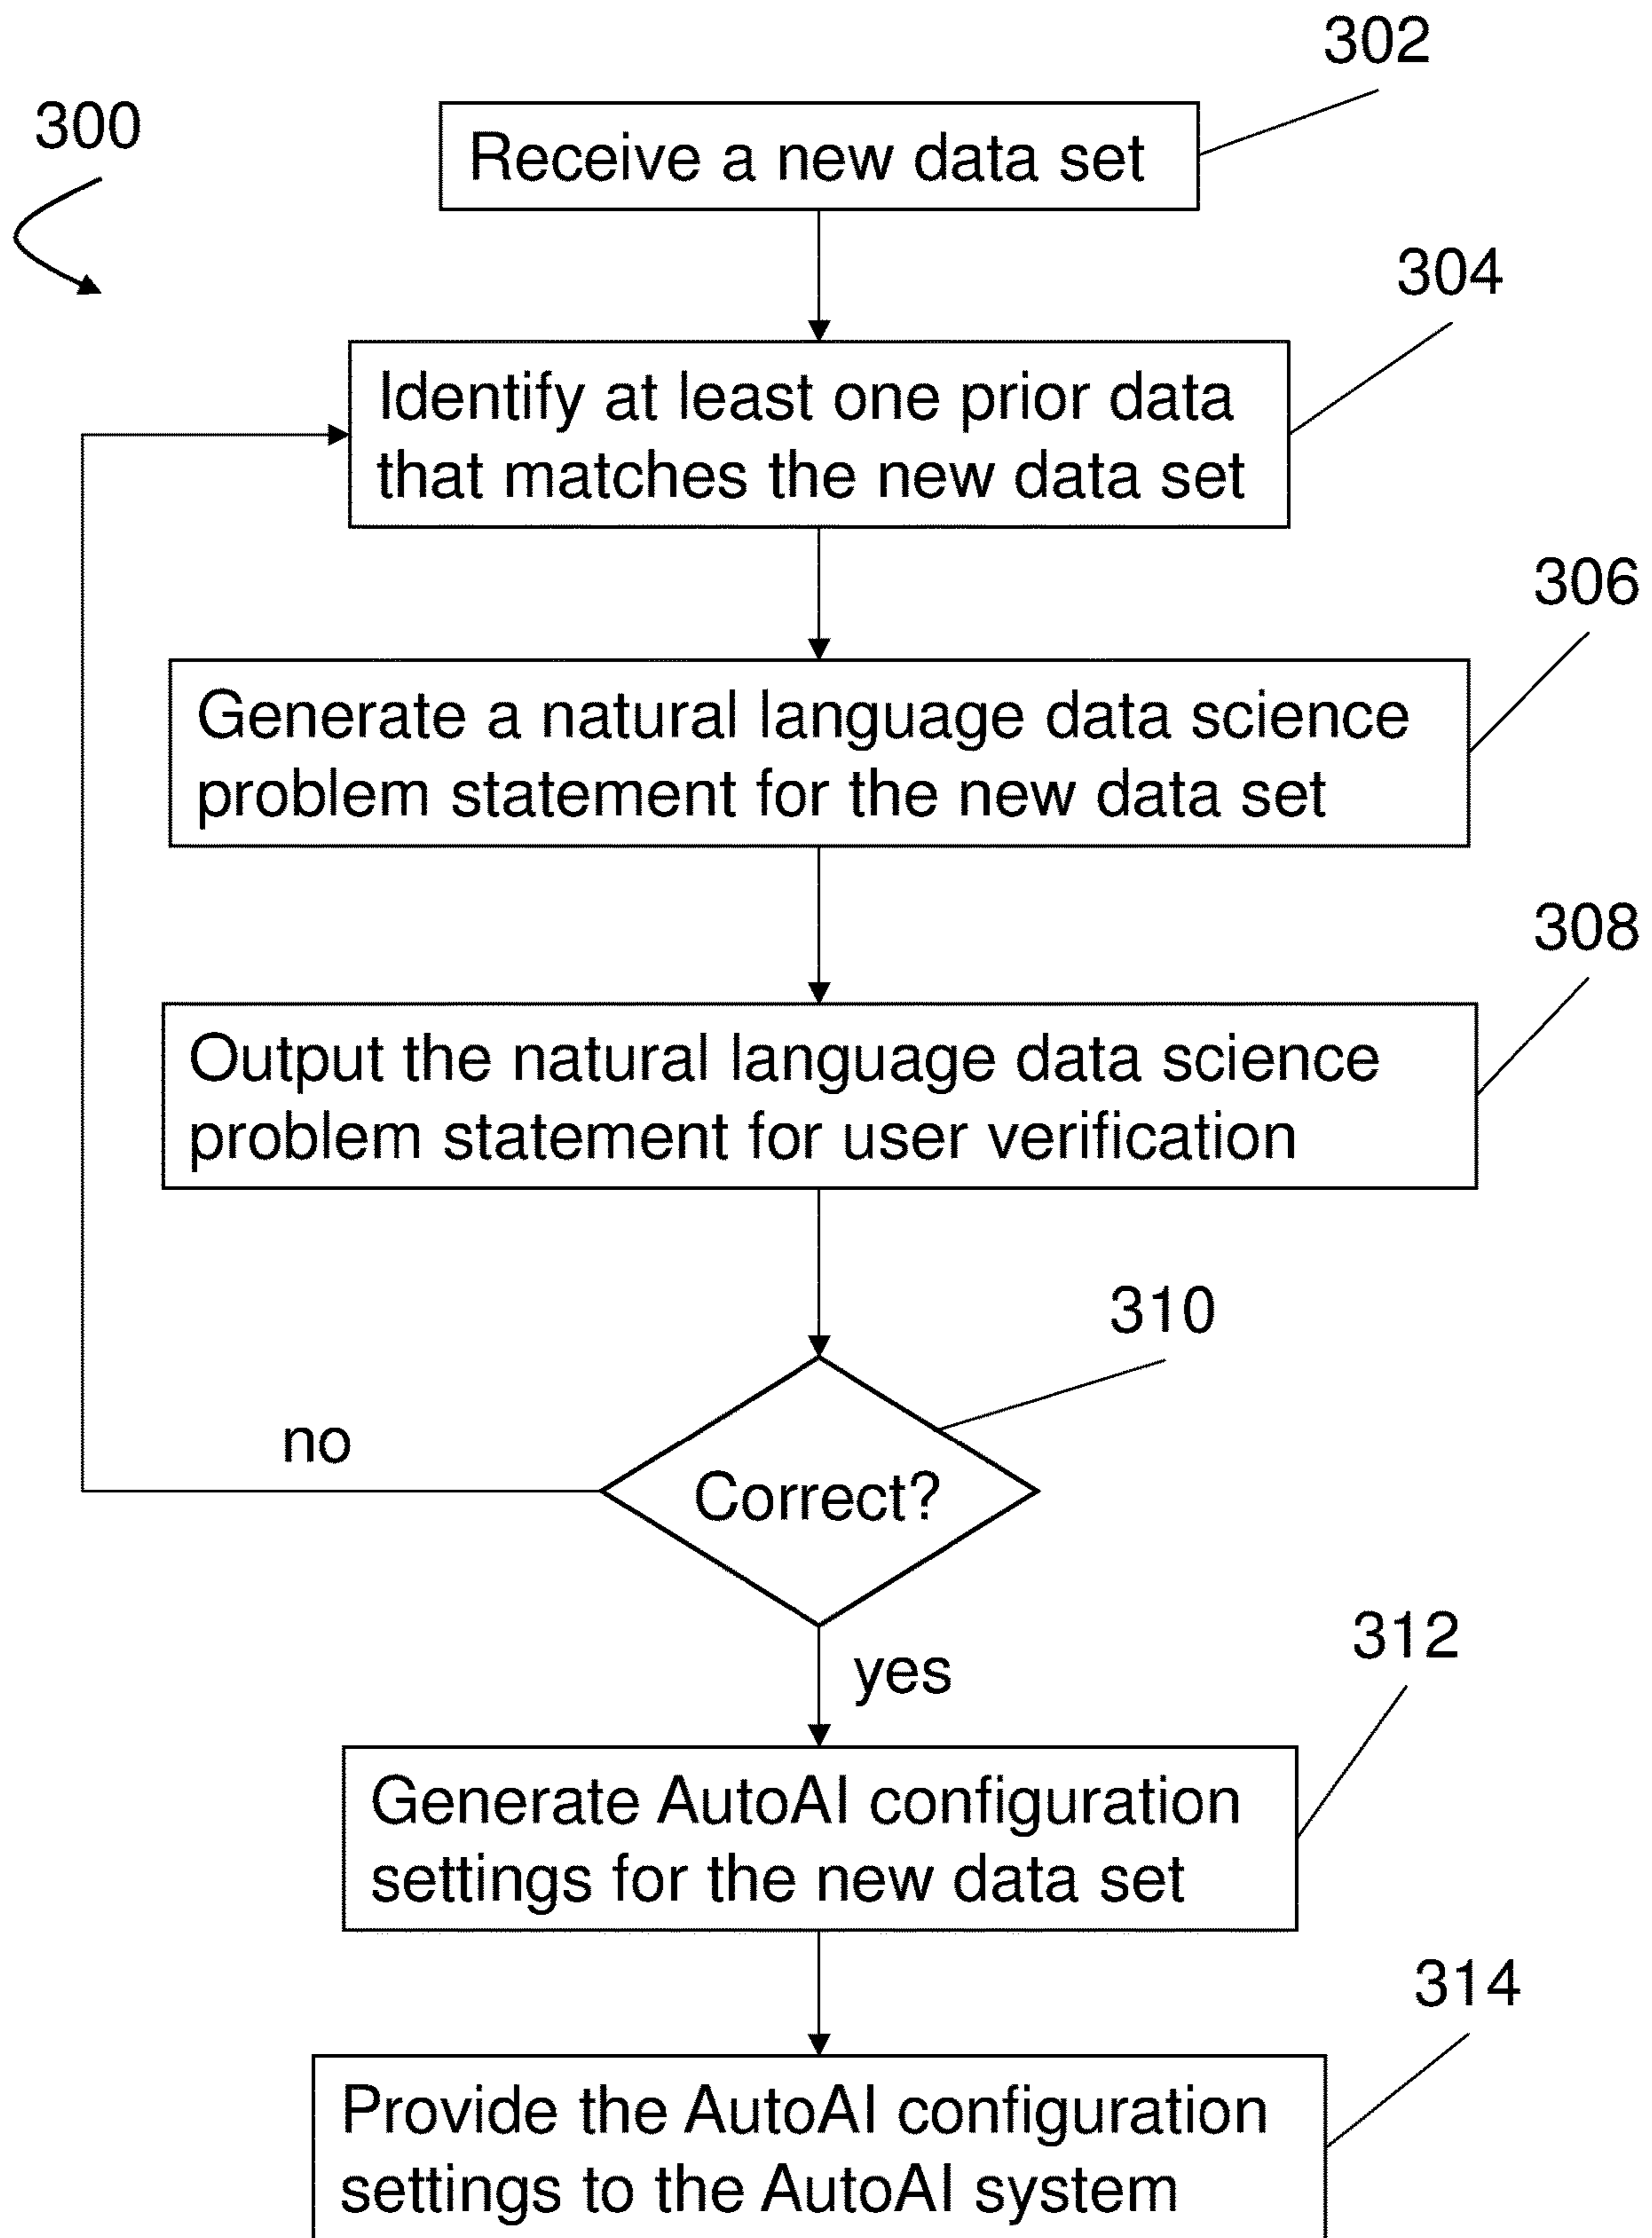 302
300
Receive a new data set
304
Identify at least one prior data
that matches the new data set
306
Generate a natural language data science
problem statement for the new data set
308
Output the natural language data science
problem statement for user verification
310
no
Correct?
312
yes
Generate AutoAI configuration
settings for the new data set
314
Provide the AutoAI configuration
settings to the AutoAI system